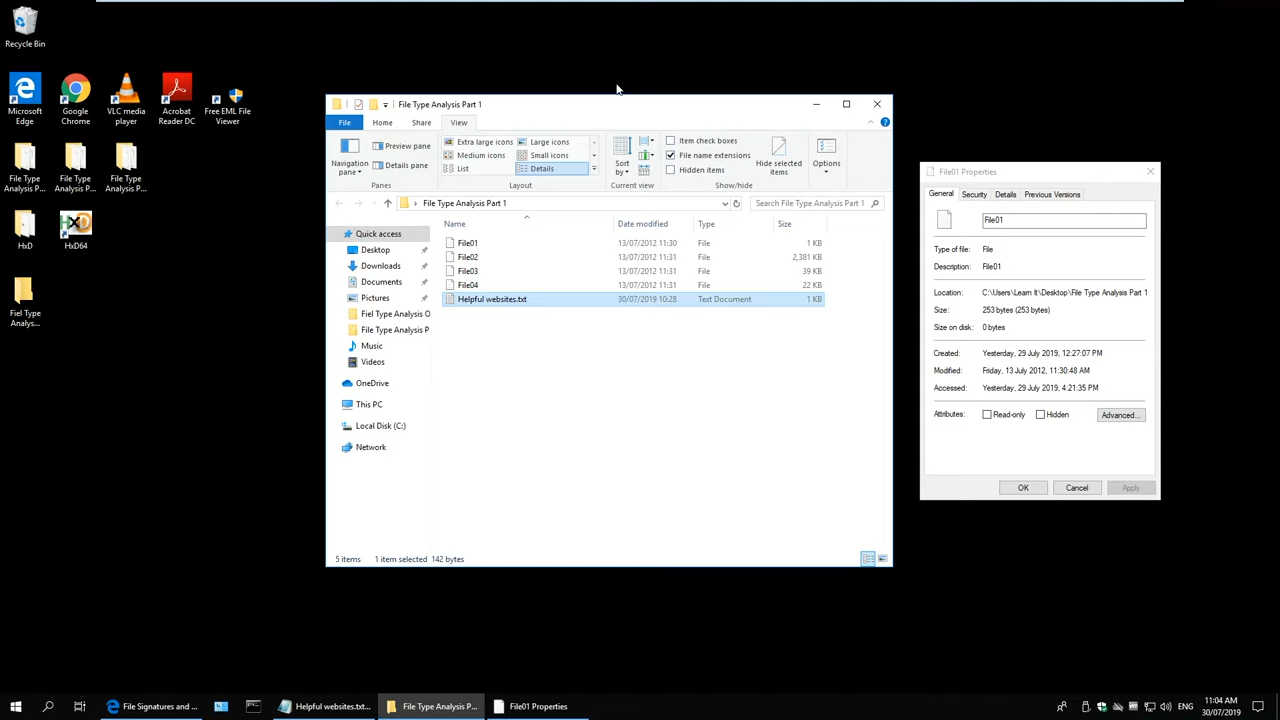 Recycle Bin
Microsoft
Edge
Google
Chrome
VLC media
player
Acrobat
Reader DC
Free EML File
Viewer
File Type
Analysis P...
File Type
Analysis P...
File Type
Analysis P...
HxD
HxD64
Fiel Type
Analys...
File Type Analysis Part 1
File Home Share View
Navigation
pane
Preview pane
Details pane
Panes
Extra large icons Large icons
Medium icons Small icons
List Details
Layout
Sort
by
Current view
Item check boxes
File name extensions
Hidden items
Hide selected
items
Show/hide
Options
File Type Analysis Part 1
Search File Type Analysis Part 1
Quick access
Desktop
Downloads
Documents
Pictures
Fiel Type Analysis O
File Type Analysis P
Music
Videos
OneDrive
This PC
Local Disk (C:)
Network
Name Date modified Type Size
File01 13/07/2012 11:30 File 1 KB
File02 13/07/2012 11:31 File 2,381 KB
File03 13/07/2012 11:31 File 39 KB
File04 13/07/2012 11:31 File 22 KB
Helpful websites.txt 30/07/2019 10:28 Text Document 1 KB
5 items 1 item selected 142 bytes
File01 Properties
General Security Details Previous Versions
File01
Type of file: File
Description: File01
Location: C:\Users\Learn It\Desktop\File Type Analysis Part 1
Size: 253 bytes (253 bytes)
Size on disk: 0 bytes
Created: Yesterday, 29 July 2019, 12:27:07 PM
Modified: Friday, 13 July 2012, 11:30:48 AM
Accessed: Yesterday, 29 July 2019, 4:21:35 PM
Attributes: Read-only Hidden Advanced...
OK Cancel Apply
File Signatures and ...
Helpful websites.txt...
File Type Analysis P...
File01 Properties
ENG
11:04 AM
30/07/2019